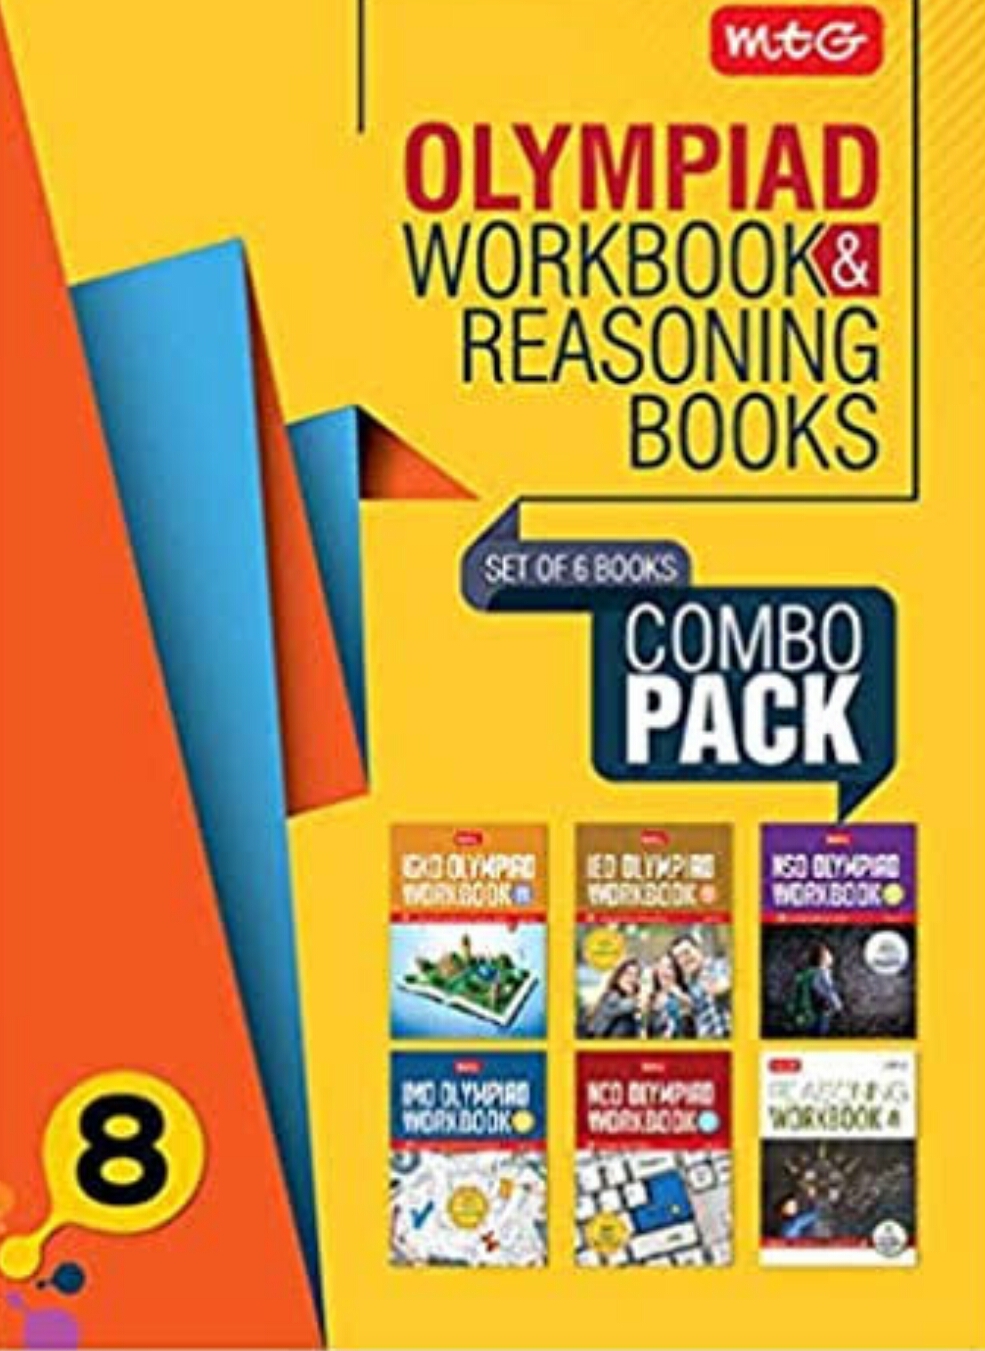 mtG
OLYMPIAD
WORKBOOK &
REASONING
BOOKS
SET OF 6 BOOKS
COMBO
PACK
IGKO OLYMPIAD
WORKBOOK
IEO OLYMPIAD
WORKBOOK
NSO OLYMPIAD
WORKBOOK
IMO OLYMPIAD
WORKBOOK
NCO OLYMPIAD
WORKBOOK
REASONING
WORKBOOK
8